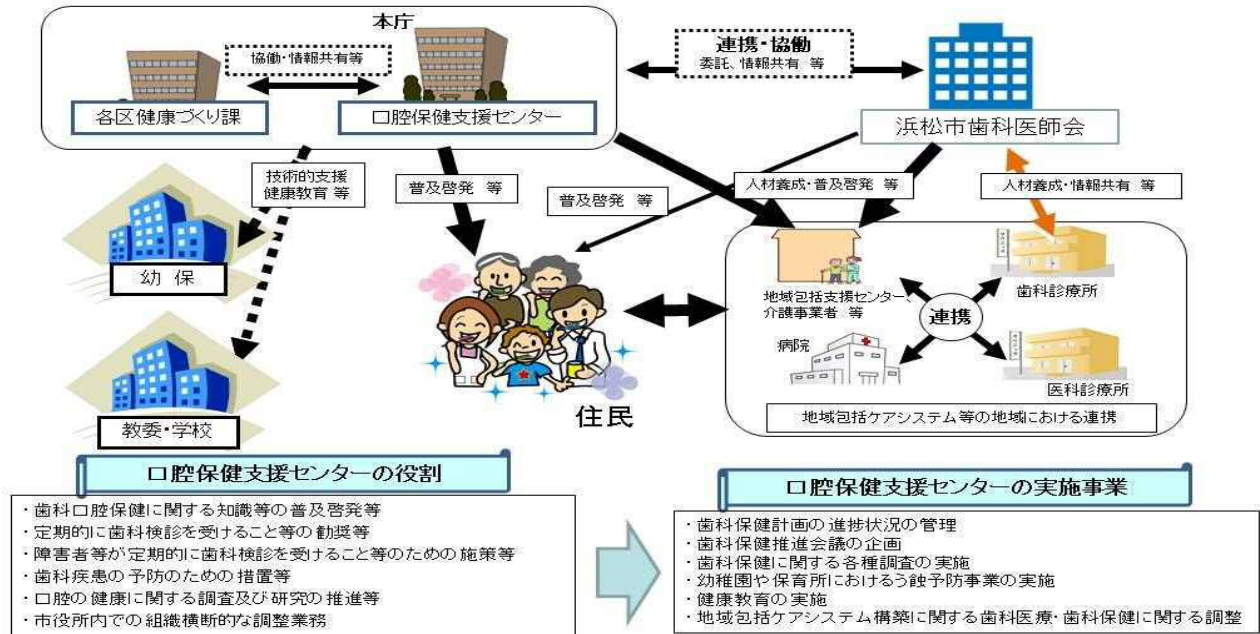 本庁
協働・情報共有等
各区健康づくり課
口腔保健支援センター
連携・協働
委託、情報共有 等
浜松市歯科医師会
技術的支援
健康教育 等
普及啓発 等
普及啓発 等
人材養成・普及啓発 等
人材養成・情報共有 等
幼 保
教委・学校
住民
地域包括支援センター、
介護事業者 等
歯科診療所
連携
病院
医科診療所
地域包括ケアシステム等の地域における連携
口腔保健支援センターの役割
・歯科口腔保健に関する知識等の普及啓発等
・定期的に歯科検診を受けること等の勧奨等
・障害者等が定期的に歯科検診を受けること等のための施策等
・歯科疾患の予防のための措置等
・口腔の健康に関する調査及び研究の推進等
・市役所内での組織横断的な調整業務
口腔保健支援センターの実施事業
・歯科保健計画の進捗状況の管理
・歯科保健推進会議の企画
・歯科保健に関する各種調査の実施
・幼稚園や保育所におけるう蝕予防事業の実施
・健康教育の実施
・地域包括ケアシステム構築に関する歯科医療・歯科保健に関する調整